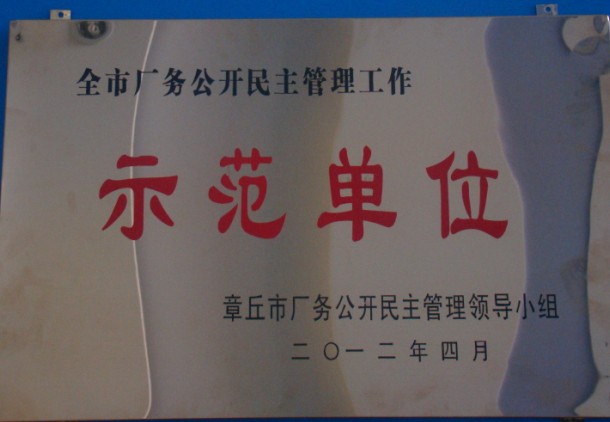 全市厂务公开民主管理工作
示范单位
章丘市厂务公开民主管理领导小组
二〇一二年四月